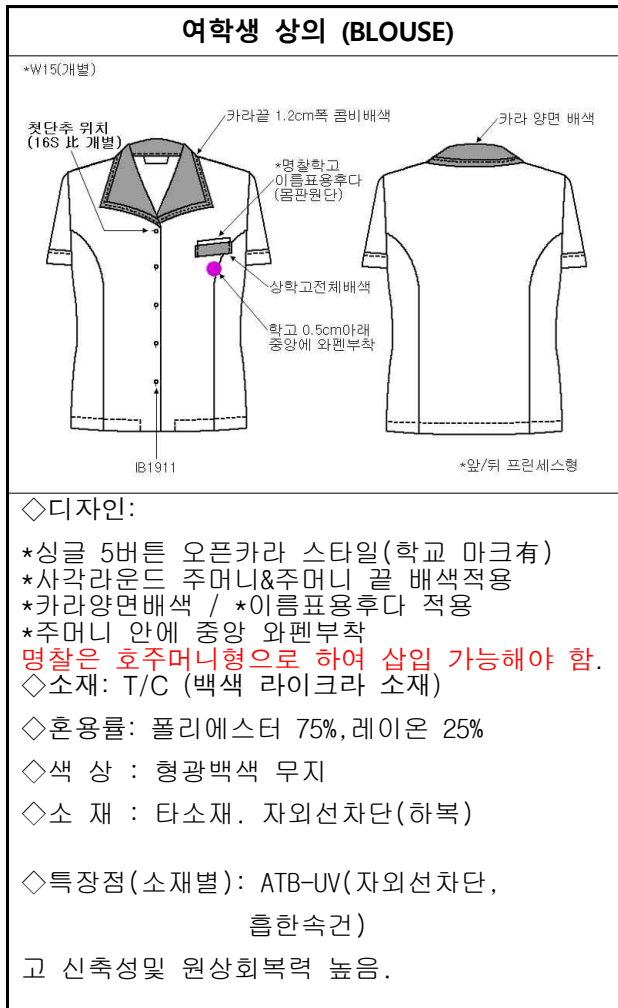 여학생 상의 (BLOUSE)
*W15(개별)
카라끝 1.2cm폭 콤비배색
카라 양면 배색
첫단추 위치
(16S 比 개별)
*명찰학고
이름표용후다
(몸판원단)
상학고전체배색
학고 0.5cm아래
중앙에 와펜부착
IB1911
*앞/뒤 프린세스형
◇디자인:
*싱글 5버튼 오픈카라 스타일(학교 마크有)
*사각라운드 주머니&주머니 끝 배색적용
*카라양면배색 / *이름표용후다 적용
*주머니 안에 중앙 와펜부착
명찰은 호주머니형으로 하여 삽입 가능해야 함.
◇소재: T/C (백색 라이크라 소재)
◇혼용률: 폴리에스터 75%,레이온 25%
◇색 상 : 형광백색 무지
◇소 재 : 타소재. 자외선차단(하복)
◇특장점(소재별): ATB-UV(자외선차단,
흡한속건)
고 신축성및 원상회복력 높음.